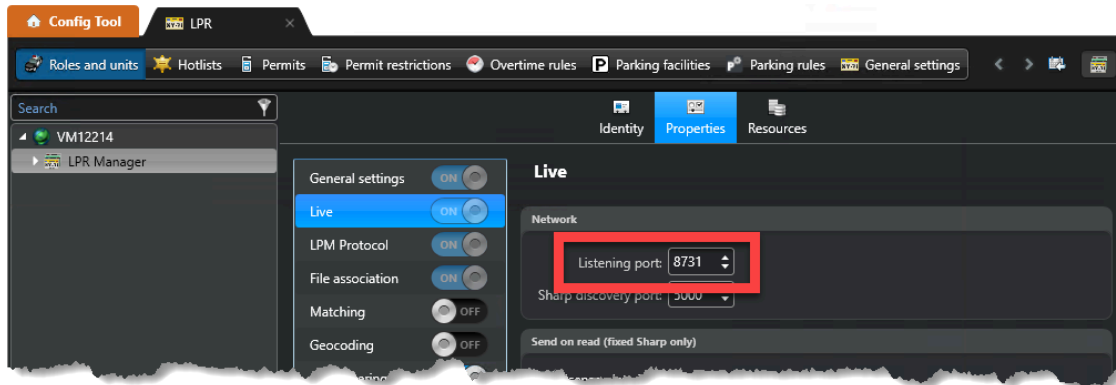 Config Tool
LPR
Roles and units Hotlists Permits Permit restrictions Overtime rules Parking facilities Parking rules General settings
Search
VM12214
LPR Manager
Identity Properties Resources
General settings ON
Live ON
LPM Protocol ON
File association ON
Matching OFF
Geocoding OFF
Live
Network
Listening port: 8731
Sharp discovery port: 5000
Send on read (fixed Sharp only)